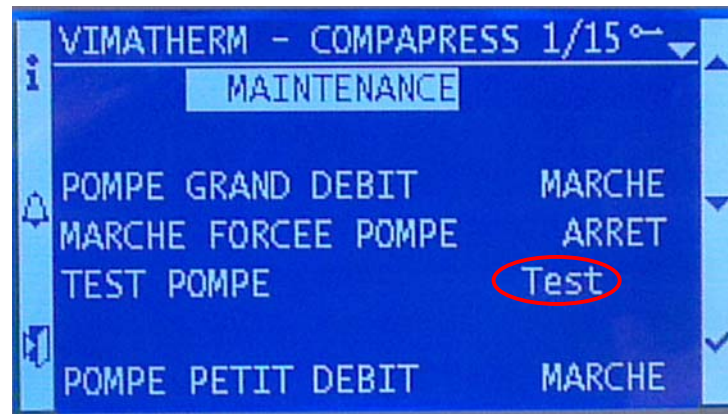 VIMATHERM - COMPAPRESS 1/15
MAINTENANCE
POMPE GRAND DEBIT MARCHE
MARCHE FORCEE POMPE ARRET
TEST POMPE Test
POMPE PETIT DEBIT MARCHE